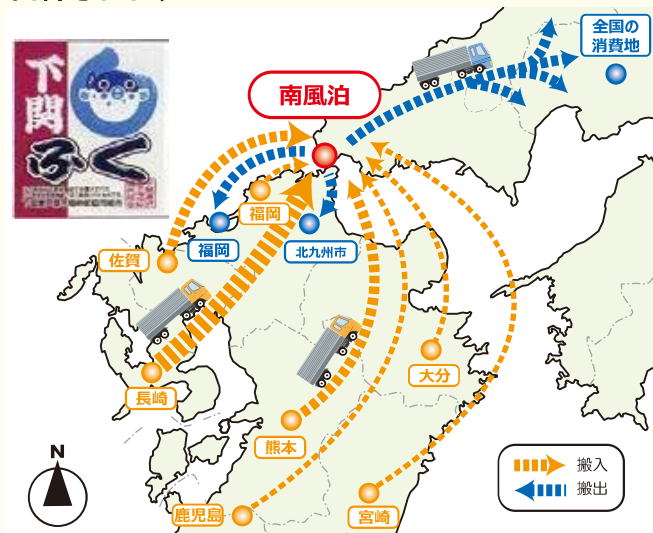 下関
ふく
南風泊
全国の
消費地
福岡
福岡
北九州市
佐賀
長崎
熊本
大分
鹿児島
宮崎
N
搬入
搬出